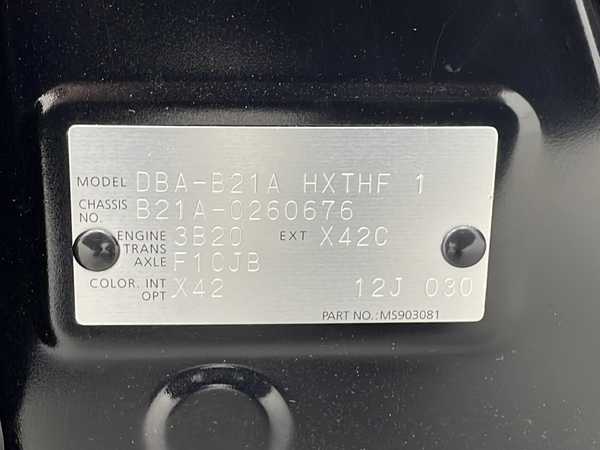 MODEL DBA-B21A HXTHF 1
CHASSIS NO. B21A-0260676
ENGINE 3B20 EXT X42C
TRANS AXLE F1CJB
COLOR. INT OPT X42 12J 030
PART NO.:MS903081